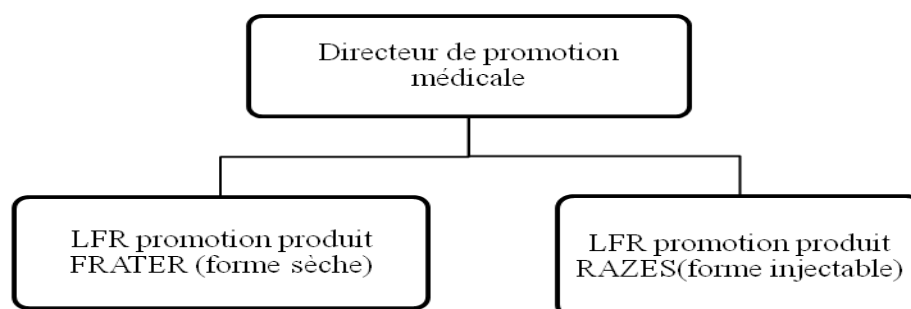 Directeur de promotion
médicale
LFR promotion produit
FRATER (forme sèche)
LFR promotion produit
RAZES(forme injectable)